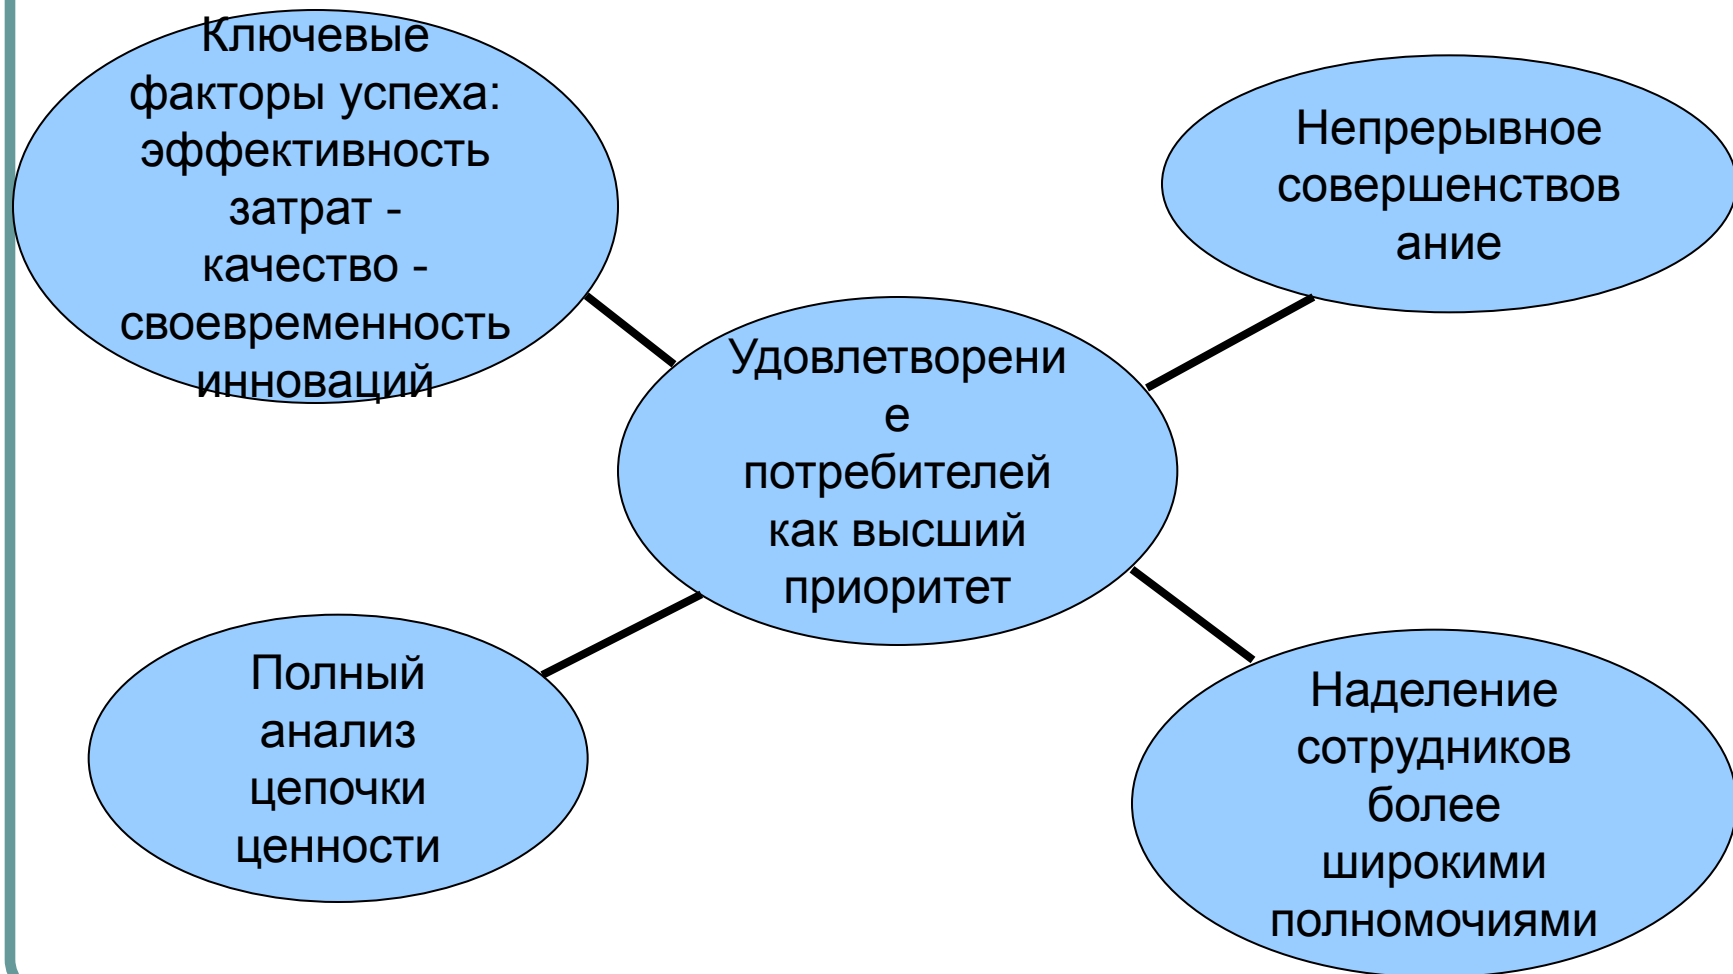 Ключевые
факторы успеха:
эффективность
затрат -
качество -
своевременность
инноваций
Непрерывное
совершенствов
ание
Удовлетворени
е
потребителей
как высший
приоритет
Полный
анализ
цепочки
ценности
Наделение
сотрудников
более
широкими
полномочиями